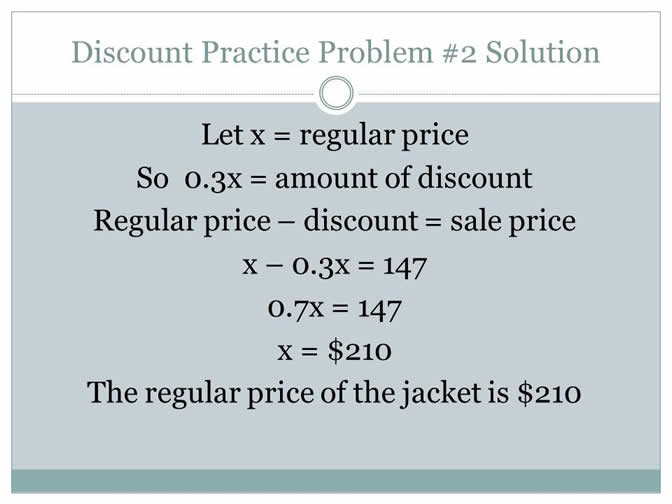 Discount Practice Problem #2 Solution
Let x = regular price
So 0.3x = amount of discount
Regular price – discount = sale price
x – 0.3x = 147
0.7x = 147
x = $210
The regular price of the jacket is $210